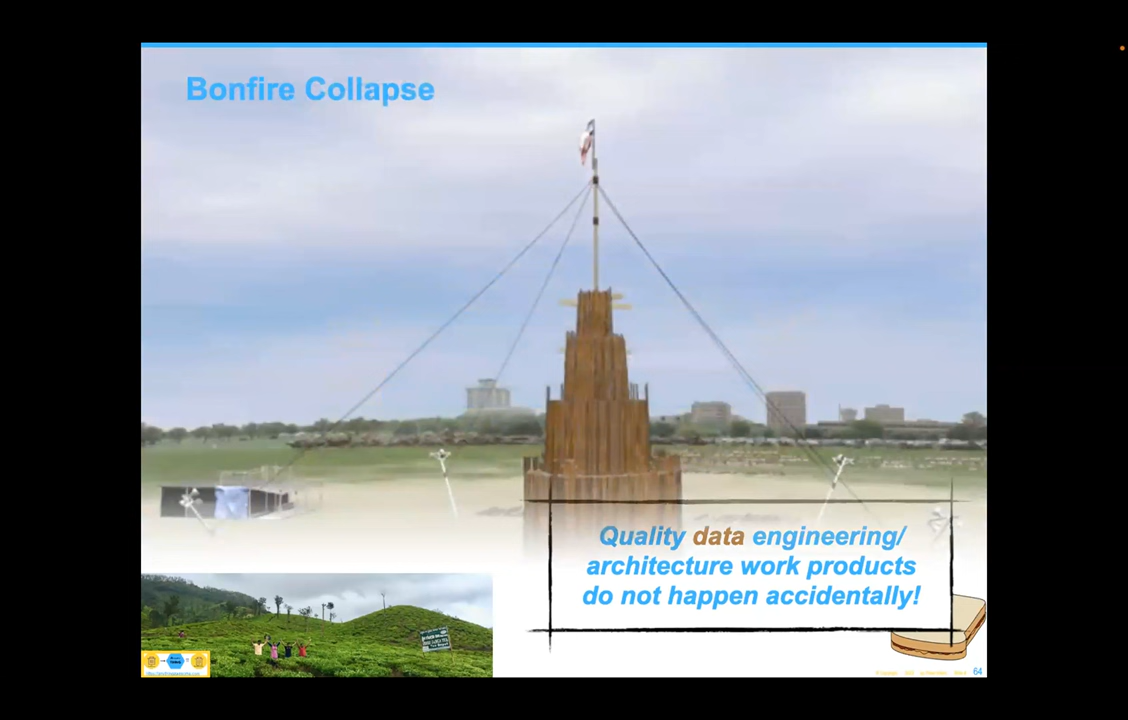 Bonfire Collapse
Quality data engineering/
architecture work products
do not happen accidentally!
64